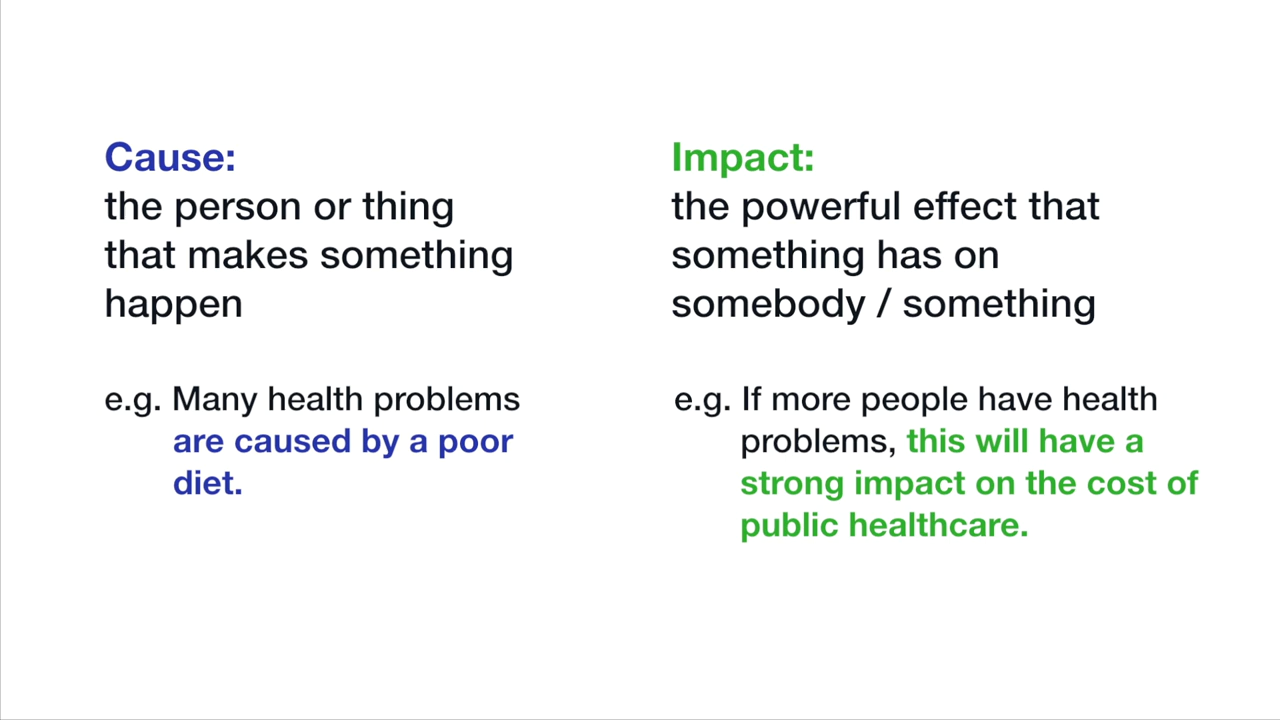 Cause:
the person or thing
that makes something
happen
e.g. Many health problems
are caused by a poor
diet.
Impact:
the powerful effect that
something has on
somebody / something
e.g. If more people have health
problems, this will have a
strong impact on the cost of
public healthcare.